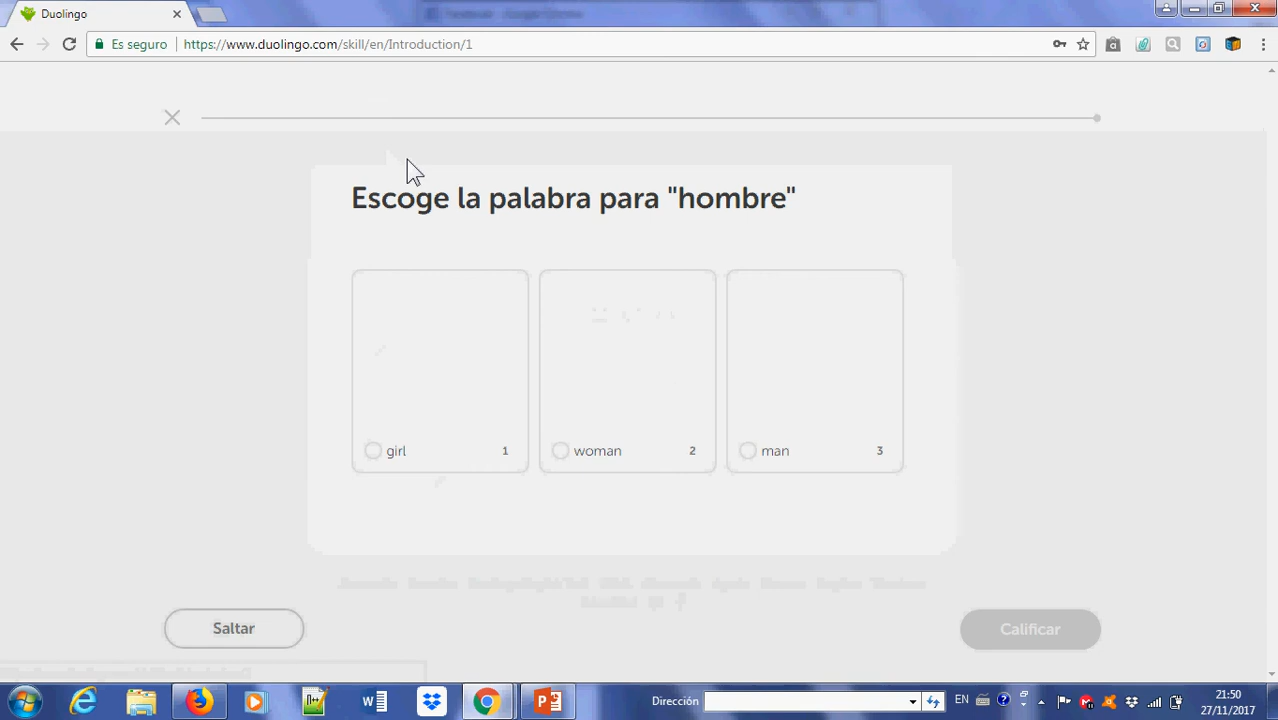 Duolingo
Es seguro https://www.duolingo.com/skill/en/Introduction/1
Escoge la palabra para "hombre"
girl 1 woman 2 man 3
Saltar Calificar
Dirección EN 21:50
27/11/2017